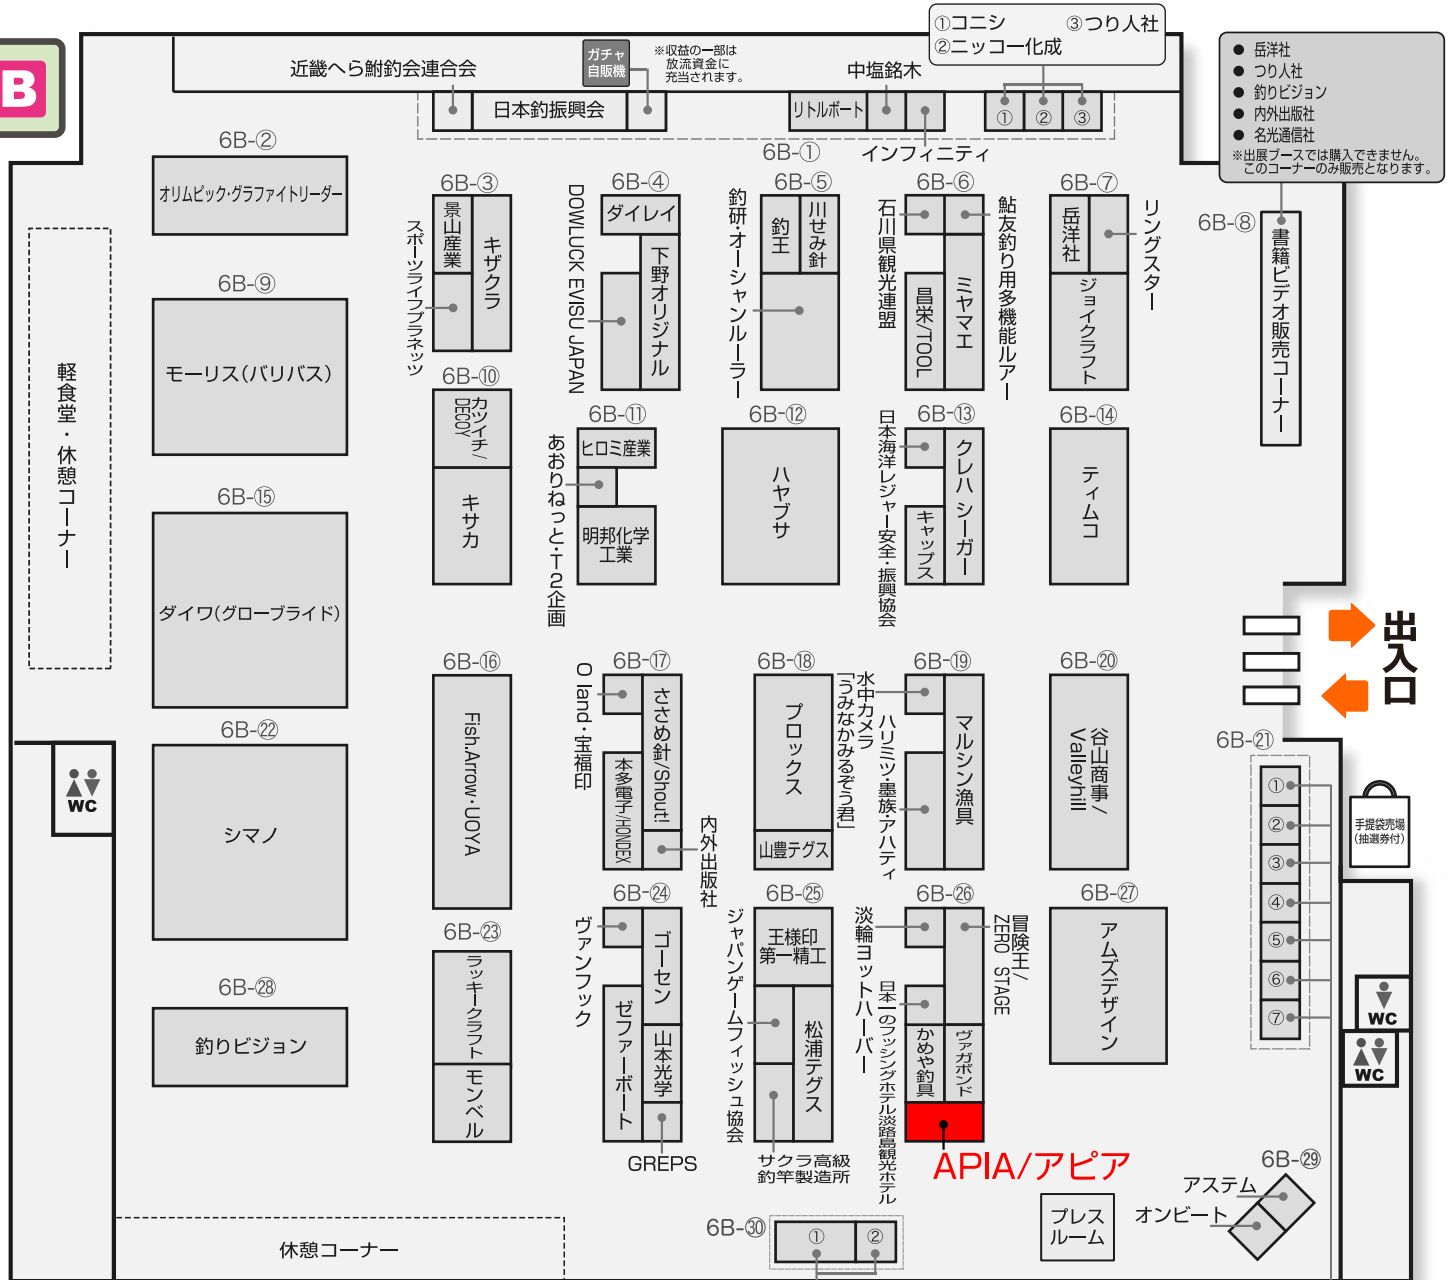 B
①コニシ ③つり人社
②ニッコー化成
● 岳洋社
● つり人社
● 釣りビジョン
● 内外出版社
● 名光通信社
※出展ブースでは購入できません。
このコーナーのみ販売となります。
近畿へら鮒釣会連合会
ガチャ
自販機
※収益の一部は
放流資金に
充当されます。
日本釣振興会
中塩銘木
リトルボート
インフィニティ
①
②
③
6B-①
6B-②
オリムピック・グラファイトリーダー
6B-③
景山産業
キザクラ
スポーツライフプラネッツ
6B-④
ダイレイ
下野オリジナル
DOWLUCK EVISU JAPAN
6B-⑤
釣王
川せみ針
釣研・オーシャンルーラー
6B-⑥
石川県観光連盟
鮎友釣り用多機能ルアー
昌栄/TOOL
ミヤマエ
6B-⑦
岳洋社
リングスター
ジョイクラフト
6B-⑧
書籍ビデオ販売コーナー
6B-⑨
モーリス(バリバス)
軽食堂・休憩コーナー
6B-⑩
カツイチ/
DECOY
キサカ
6B-⑪
ヒロミ産業
あおりねっと・T2企画
明邦化学
工業
6B-⑫
ハヤブサ
6B-⑬
日本海洋レジャー安全・振興協会
クレハ シーガー
キャップス
6B-⑭
ティムコ
6B-⑮
ダイワ(グローブライド)
出入口
6B-⑯
Fish.Arrow・UOYA
6B-⑰
O land・宝福印
ささめ針/Shout!
本多電子/HONDEX
内外出版社
6B-⑱
プロックス
山豊テグス
6B-⑲
水中カメラ
「うみなかみるぞう君」
ハリミツ・墨族・アハティ
マルシン漁具
6B-⑳
谷山商事/
Valleyhill
6B-㉑
①
②
③
④
⑤
⑥
⑦
手提袋売場
(抽選券付)
6B-㉒
シマノ
WC
6B-㉓
ラッキークラフト
モンベル
6B-㉔
ヴァンフック
ゴーセン
ゼファーボート
山本光学
GREPS
6B-㉕
王様印
第一精工
ジャパンゲームフィッシュ協会
松浦テグス
サクラ高級
釣竿製造所
6B-㉖
淡輪ヨットハーバー
冒険王/
ZERO STAGE
日本一のフッシングホテル淡路島観光ホテル
かめや釣具
ヴァガボンド
APIA/アピア
6B-㉗
アムズデザイン
WC
WC
6B-㉘
釣りビジョン
6B-㉙
アステム
オンビート
プレス
ルーム
6B-㉚
①
②
休憩コーナー